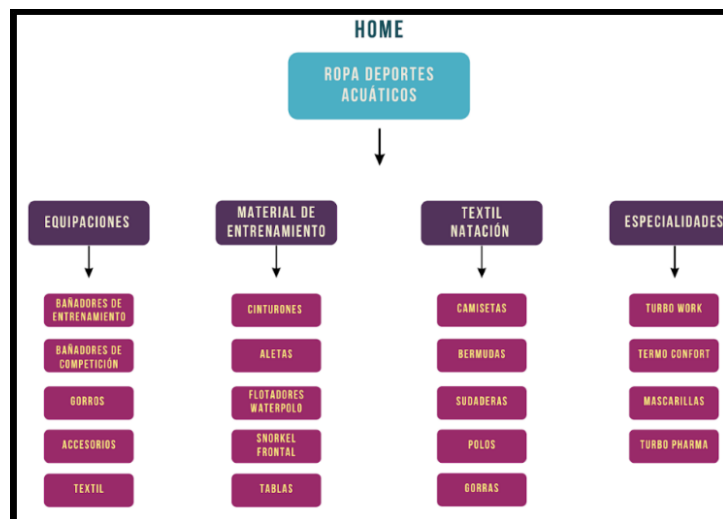 HOME
ROPA DEPORTES
ACUÁTICOS
EQUIPACIONES
BAÑADORES DE
ENTRENAMIENTO
BAÑADORES DE
COMPETICIÓN
GORROS
ACCESORIOS
TEXTIL
MATERIAL DE
ENTRENAMIENTO
CINTURONES
ALETAS
FLOTADORES
WATERPOLO
SNORKEL
FRONTAL
TABLAS
TEXTIL
NATACIÓN
CAMISETAS
BERMUDAS
SUDADERAS
POLOS
GORRAS
ESPECIALIDADES
TURBO WORK
TERMO CONFORT
MASCARILLAS
TURBO PHARMA